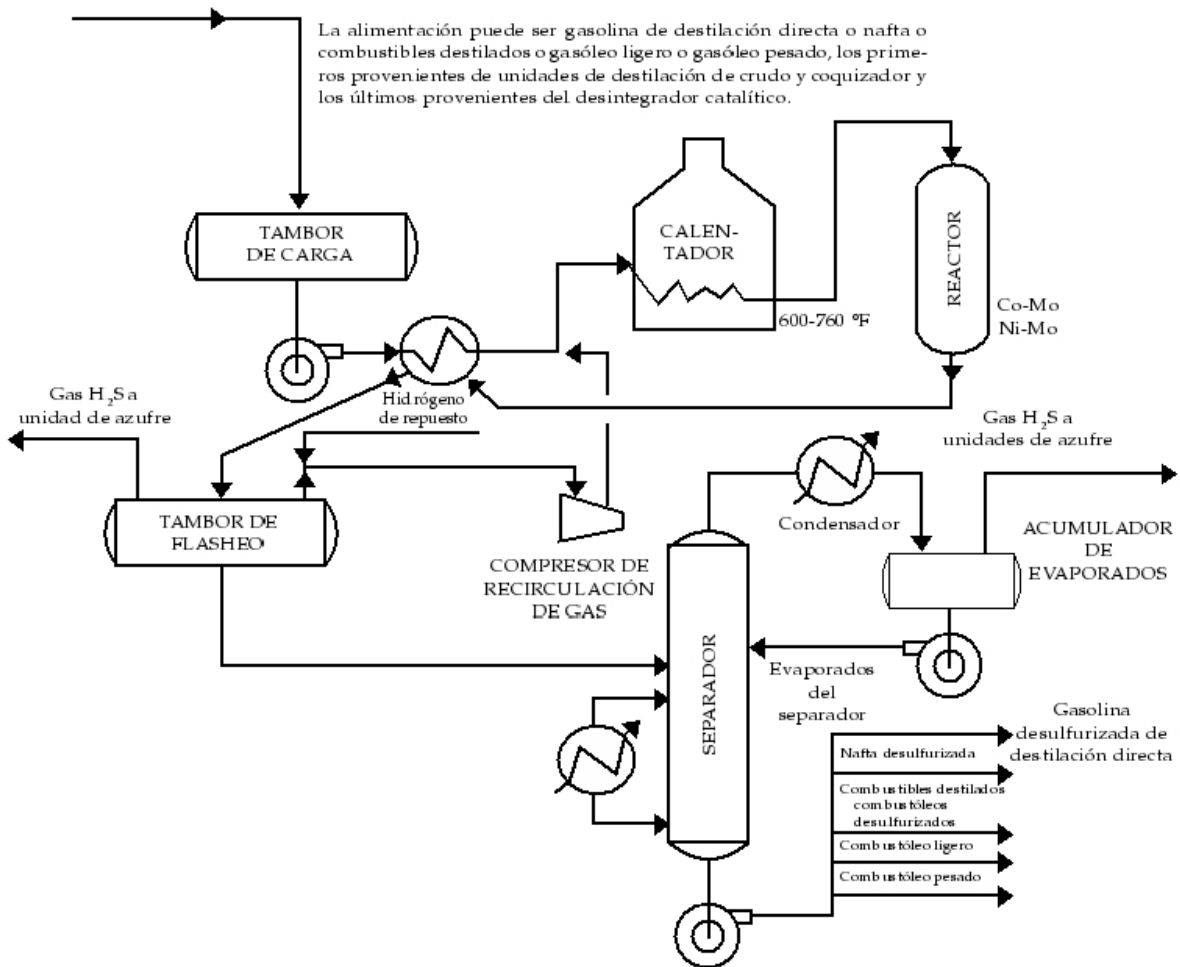 La alimentación puede ser gasolina de destilación directa o nafta o
combustibles destilados o gasóleo ligero o gasóleo pesado, los prime-
ros provenientes de unidades de destilación de crudo y coquizador y
los últimos provenientes del desintegrador catalítico.
TAMBOR
DE CARGA
CALEN-
TADOR
REACTOR
600-760 °F
Co-Mo
Ni-Mo
Gas H₂S a
unidad de azufre
Hidrógeno
de repuesto
Gas H₂S a
unidades de azufre
TAMBOR DE
FLASHEO
Condensador
COMPRESOR DE
RECIRCULACIÓN
DE GAS
ACUMULADOR
DE
EVAPORADOS
SEPARADOR
Evaporados
del
separador
Gasolina
desulfurizada de
destilación directa
Nafta desulfurizada
Combustibles destilados
combustóleos
desulfurizados
Combustóleo ligero
Combustóleo pesado